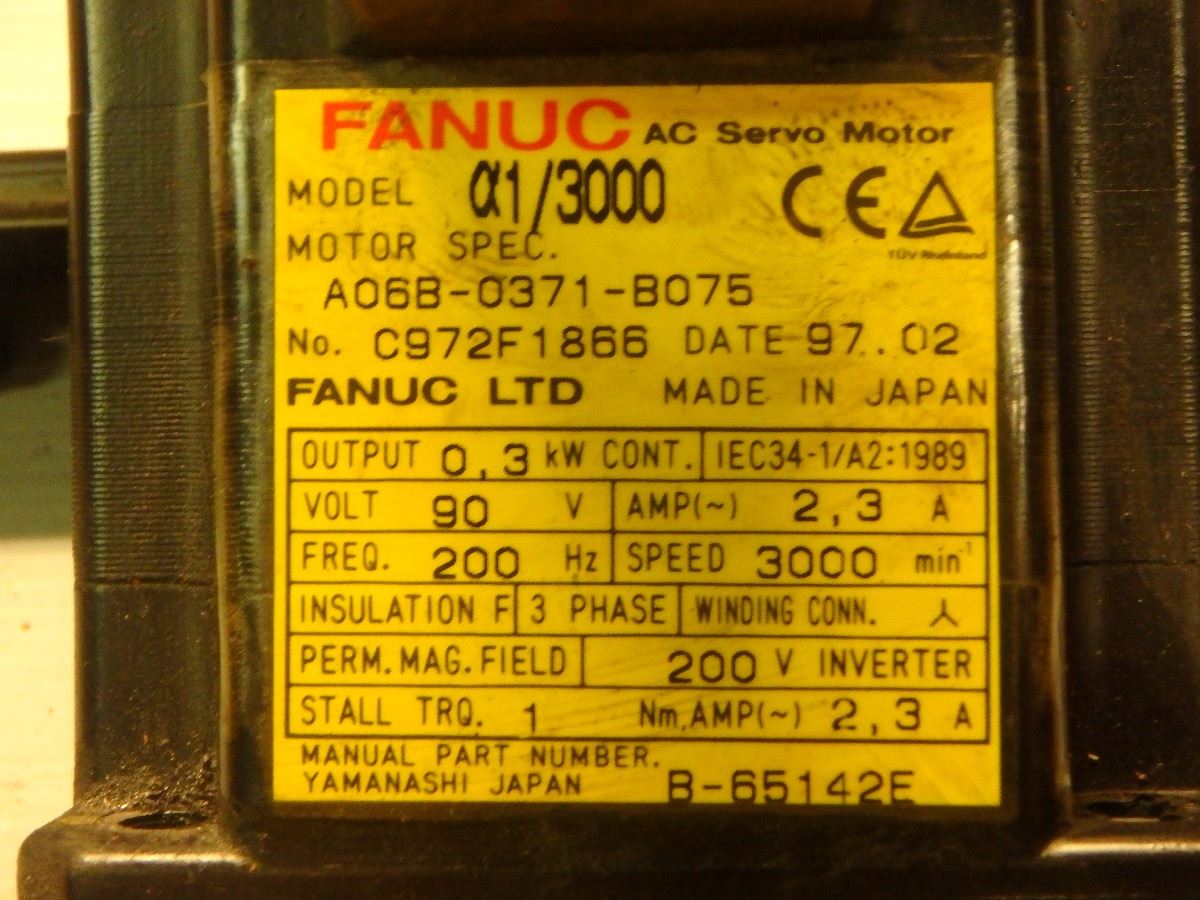 FANUC AC Servo Motor
MODEL α1/3000 CE
TÜV Rheinland
MOTOR SPEC.
A06B-0371-B075
No. C972F1866 DATE 97.02
FANUC LTD MADE IN JAPAN
OUTPUT 0,3 kW CONT. IEC34-1/A2:1989
VOLT 90 V AMP(~) 2,3 A
FREQ. 200 Hz SPEED 3000 min⁻¹
INSULATION F 3 PHASE WINDING CONN. ⅄
PERM.MAG.FIELD 200 V INVERTER
STALL TRQ. 1 Nm,AMP(~) 2,3 A
MANUAL PART NUMBER.
YAMANASHI JAPAN B-65142E